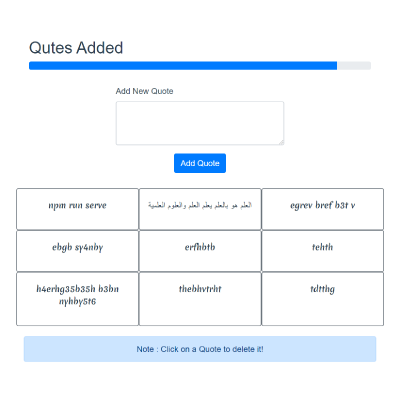 Qutes Added
Add New Quote
Add Quote
npm run serve
العلم هو بالعلم يعلم العلم والعلوم العلمية
egrev bref b3t v
ebgb sy4nby
erfhbtb
tehth
h4erhg35b35h b3bn
nyhby5t6
thebhvtrht
tdtthg
Note : Click on a Quote to delete it!